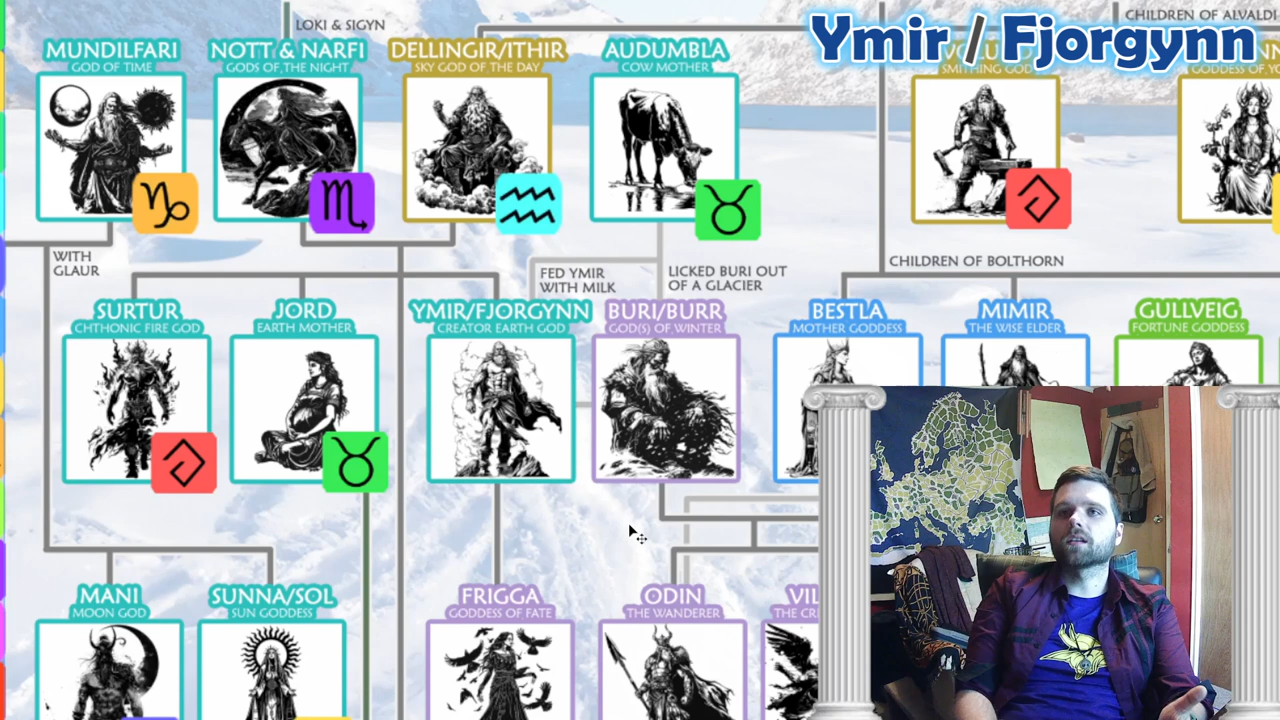 LOKI & SIGYN
CHILDREN OF ALVALDI
Ymir / Fjorgynn
MUNDILFARI
GOD OF TIME
NOTT & NARFI
GODS OF THE NIGHT
DELLINGIR/ITHIR
SKY GOD OF THE DAY
AUDUMBLA
COW MOTHER
SMITHING GOD
WITH
GLAUR
FED YMIR
WITH MILK
LICKED BURI OUT
OF A GLACIER
CHILDREN OF BOLTHORN
SURTUR
CHTHONIC FIRE GOD
JORD
EARTH MOTHER
YMIR/FJORGYNN
CREATOR EARTH GOD
BURI/BURR
GOD(S) OF WINTER
BESTLA
MOTHER GODDESS
MIMIR
THE WISE ELDER
GULLVEIG
FORTUNE GODDESS
MANI
MOON GOD
SUNNA/SOL
SUN GODDESS
FRIGGA
GODDESS OF FATE
ODIN
THE WANDERER
VIL
THE CR